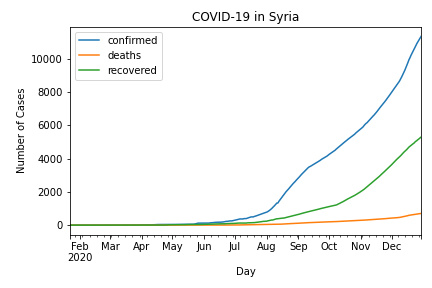 COVID-19 in Syria
confirmed
deaths
recovered
Number of Cases
10000
8000
6000
4000
2000
0
Feb Mar Apr May Jun Jul Aug Sep Oct Nov Dec
2020
Day